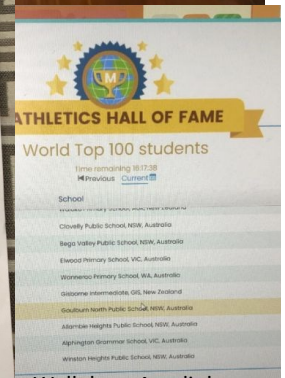 M
ATHLETICS HALL OF FAME
World Top 100 students
Time remaining 16:17:38
Previous Current
School
Clovelly Public School, NSW, Australia
Bega Valley Public School, NSW, Australia
Elwood Primary School, VIC, Australia
Wanneroo Primary School, WA, Australia
Gisborne Intermediate, GIS, New Zealand
Goulburn North Public School, NSW, Australia
Allambie Heights Public School, NSW, Australia
Alphington Grammar School, VIC, Australia
Winston Heights Public School, NSW, Australia